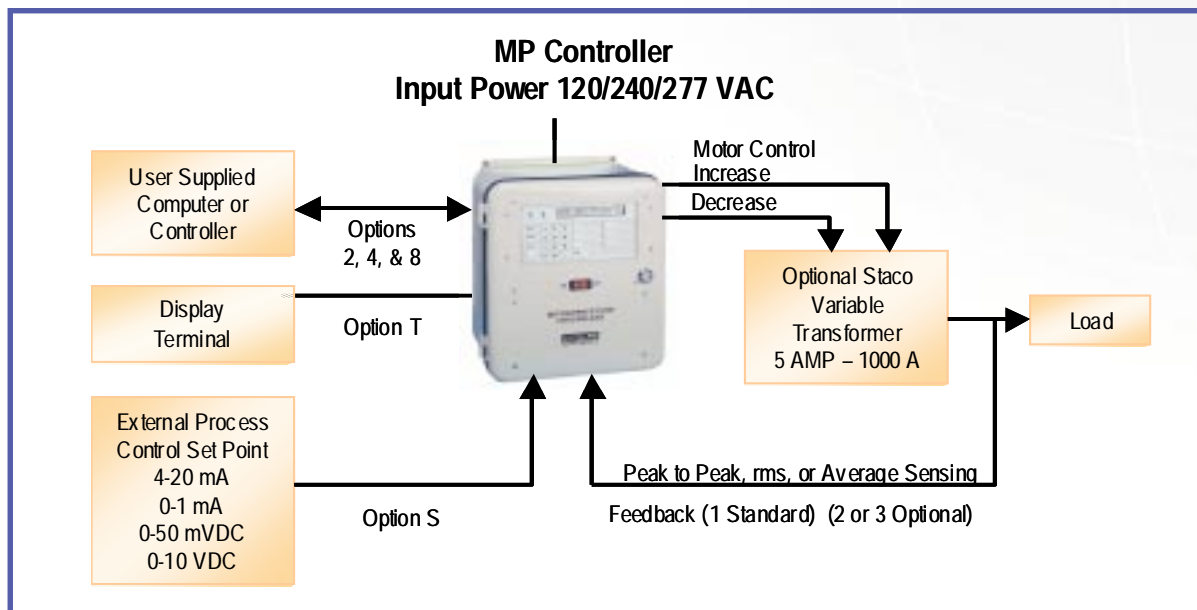 MP Controller
Input Power 120/240/277 VAC
User Supplied
Computer or
Controller
Options
2, 4, & 8
Motor Control
Increase
Decrease
Optional Staco
Variable
Transformer
5 AMP – 1000 A
Load
Display
Terminal
Option T
External Process
Control Set Point
4-20 mA
0-1 mA
0-50 mVDC
0-10 VDC
Option S
Peak to Peak, rms, or Average Sensing
Feedback (1 Standard) (2 or 3 Optional)